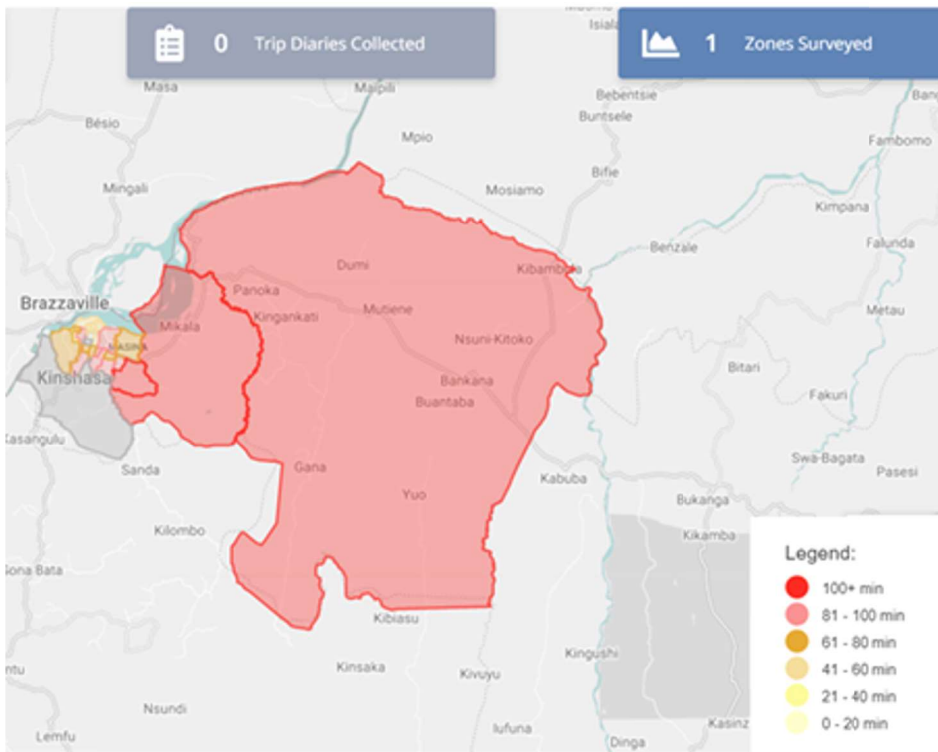 0 Trip Diaries Collected
1 Zones Surveyed
Masa
Maipili
Bebentsie
Buntsele
Bésio
Mpio
Fambomo
Bifie
Mingali
Mosiamo
Kimpana
Benzale
Falunda
Dumi
Kibambole
Panoka
Brazzaville
Mutiene
Metau
Kingankati
Mikala
Nsuni-Kitoko
MASINA
Kinshasa
Bankana
Bitari
Buantaba
Fakuri
Kasangulu
Sanda
Gana
Swa-Bagata
Pasesi
Kabuba
Yuo
Bukanga
Kilombo
Kikamba
Legend:
Sona Bata
100+ min
81 - 100 min
Kibiasu
61 - 80 min
Kingushi
41 - 60 min
Kinsaka
Kivuyu
21 - 40 min
Nsundi
0 - 20 min
Iufuna
Kasinz
Lemfu
Dinga